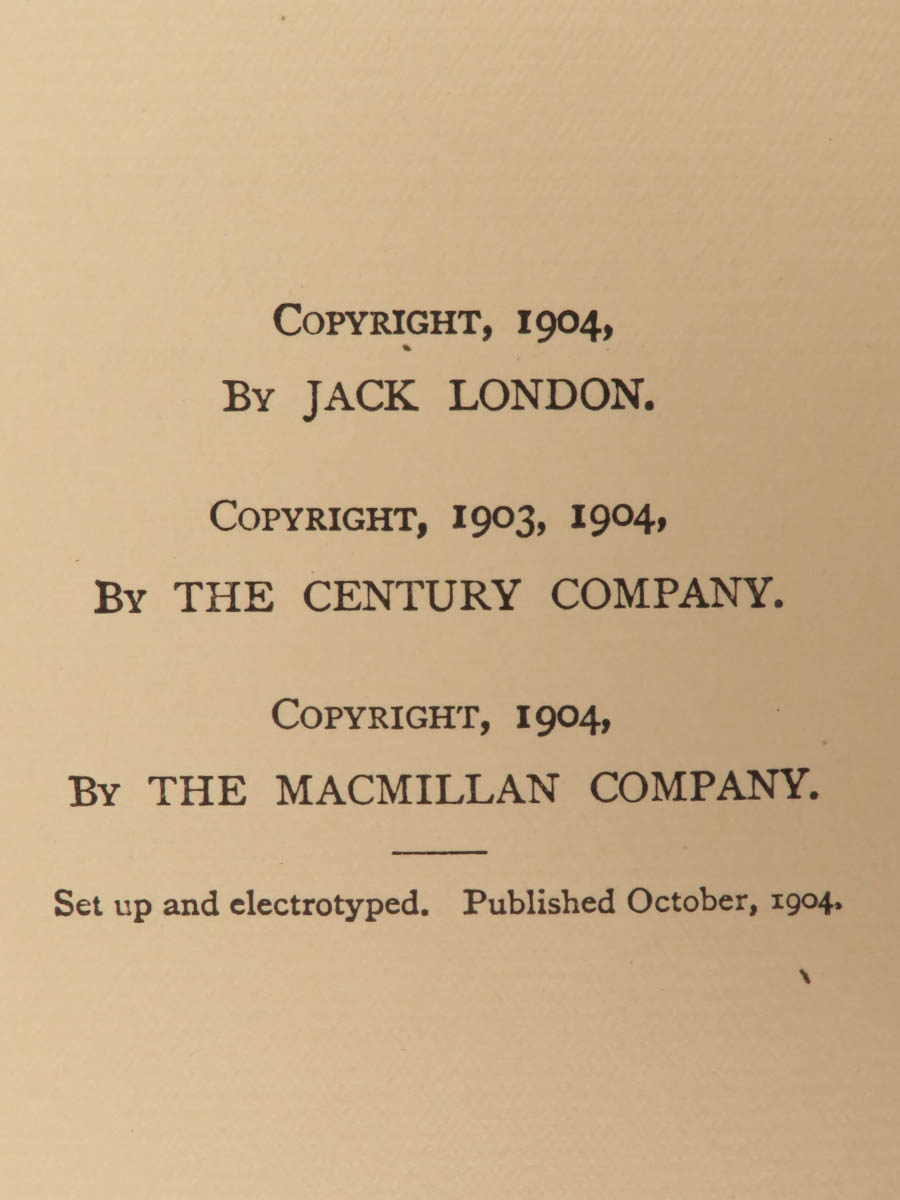 COPYRIGHT, 1904,
BY JACK LONDON.
COPYRIGHT, 1903, 1904,
BY THE CENTURY COMPANY.
COPYRIGHT, 1904,
BY THE MACMILLAN COMPANY.
Set up and electrotyped. Published October, 1904.